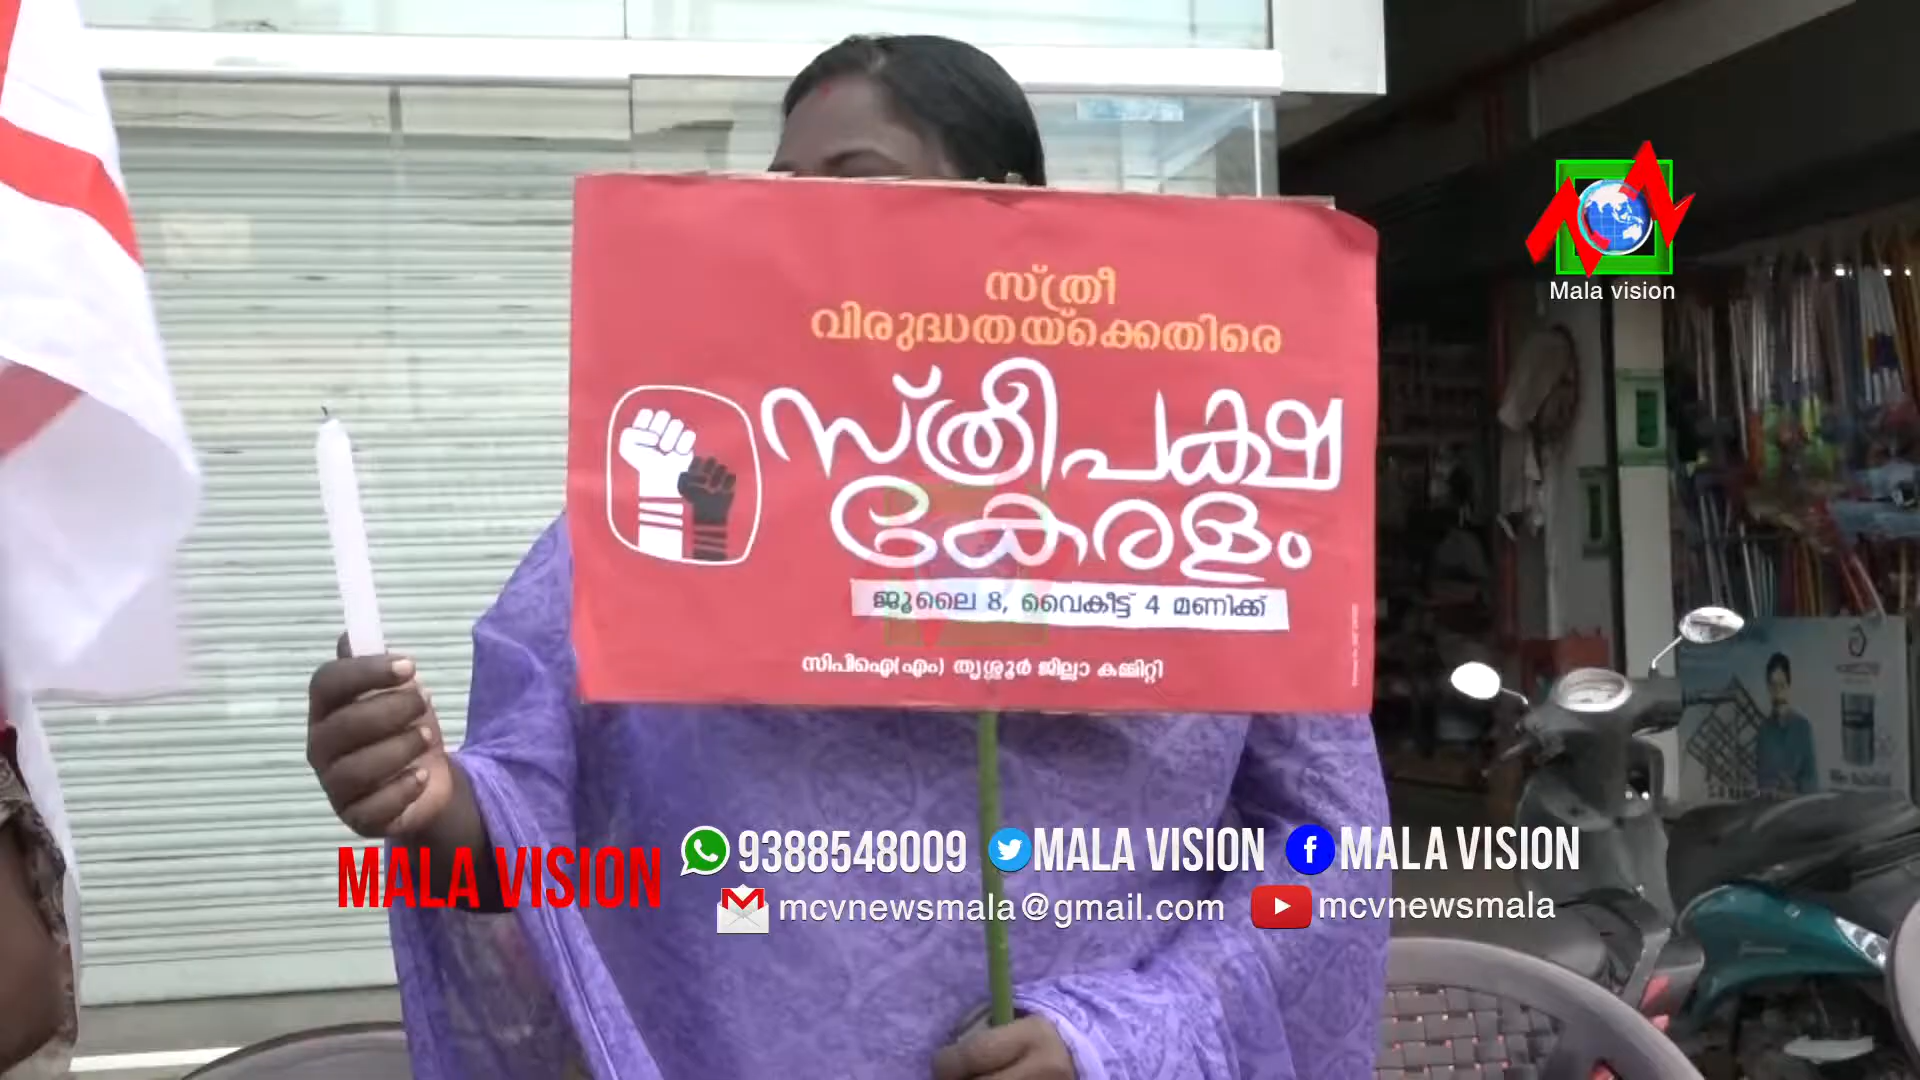 Mala vision
സ്ത്രീ
വിരുദ്ധതയ്ക്കെതിരെ
സ്ത്രീപക്ഷ
കേരളം
ജൂലൈ 8, വൈകീട്ട് 4 മണിക്ക്
സിപിഐ(എം) തൃശ്ശൂർ ജില്ലാ കമ്മിറ്റി
MALA VISION
9388548009 MALA VISION MALA VISION
mcvnewsmala@gmail.com mcvnewsmala